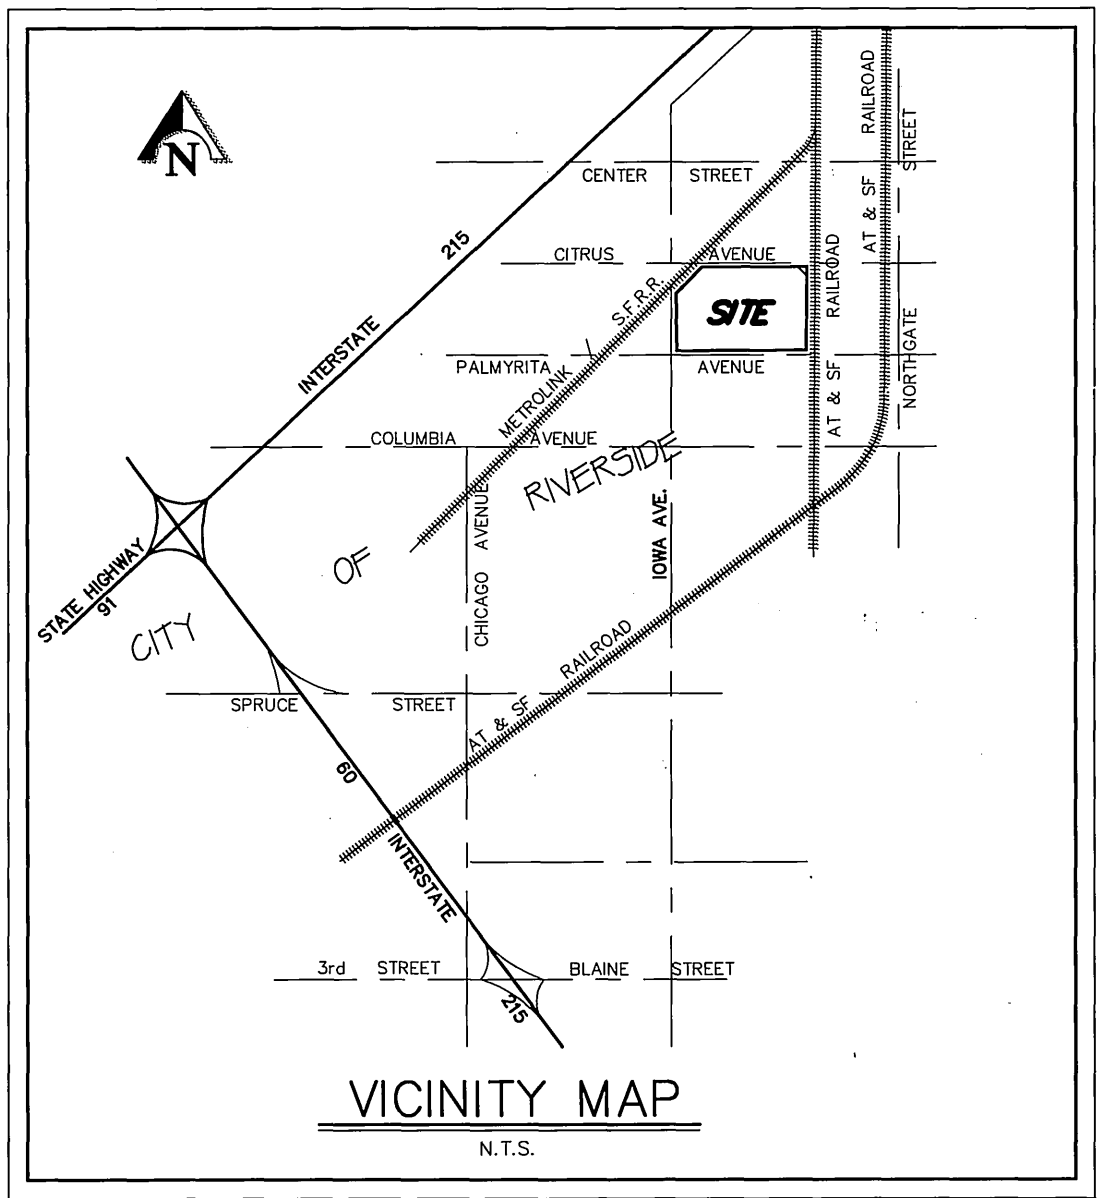 N
CENTER STREET
CITRUS AVENUE
SITE
PALMYRITA AVENUE
COLUMBIA AVENUE
INTERSTATE 215
METROLINK S.F.R.R.
AT & SF RAILROAD
AT & SF RAILROAD
NORTHGATE STREET
CITY OF RIVERSIDE
STATE HIGHWAY 91
CHICAGO AVENUE
IOWA AVE.
AT & SF RAILROAD
SPRUCE STREET
60
INTERSTATE 215
3rd STREET
BLAINE STREET
VICINITY MAP
N.T.S.